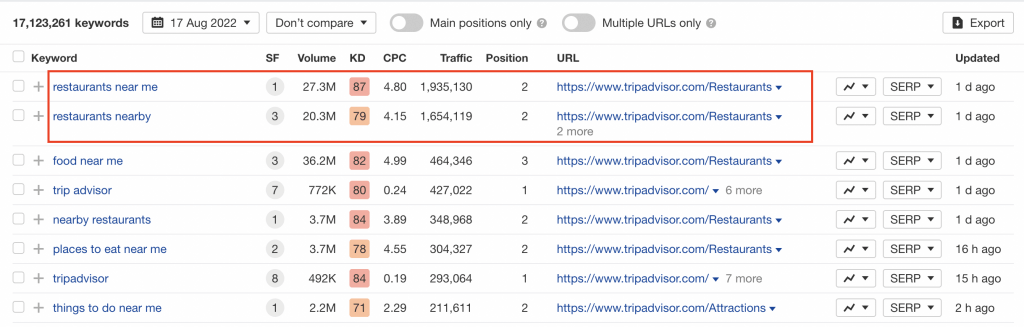 17,123,261 keywords 17 Aug 2022 Don't compare Main positions only ? Multiple URLs only ? Export
Keyword SF Volume KD CPC Traffic Position URL Updated
restaurants near me 1 27.3M 87 4.80 1,935,130 2 https://www.tripadvisor.com/Restaurants SERP 1 d ago
restaurants nearby 3 20.3M 79 4.15 1,654,119 2 https://www.tripadvisor.com/Restaurants SERP 1 d ago
2 more
food near me 3 36.2M 82 4.99 464,346 3 https://www.tripadvisor.com/Restaurants SERP 1 d ago
trip advisor 7 772K 80 0.24 427,022 1 https://www.tripadvisor.com/ 6 more SERP 1 d ago
nearby restaurants 1 3.7M 84 3.89 348,968 2 https://www.tripadvisor.com/Restaurants SERP 1 d ago
places to eat near me 2 3.7M 78 4.55 304,327 2 https://www.tripadvisor.com/Restaurants SERP 16 h ago
tripadvisor 8 492K 84 0.19 293,064 1 https://www.tripadvisor.com/ 7 more SERP 15 h ago
things to do near me 1 2.2M 71 2.29 211,611 2 https://www.tripadvisor.com/Attractions SERP 2 h ago